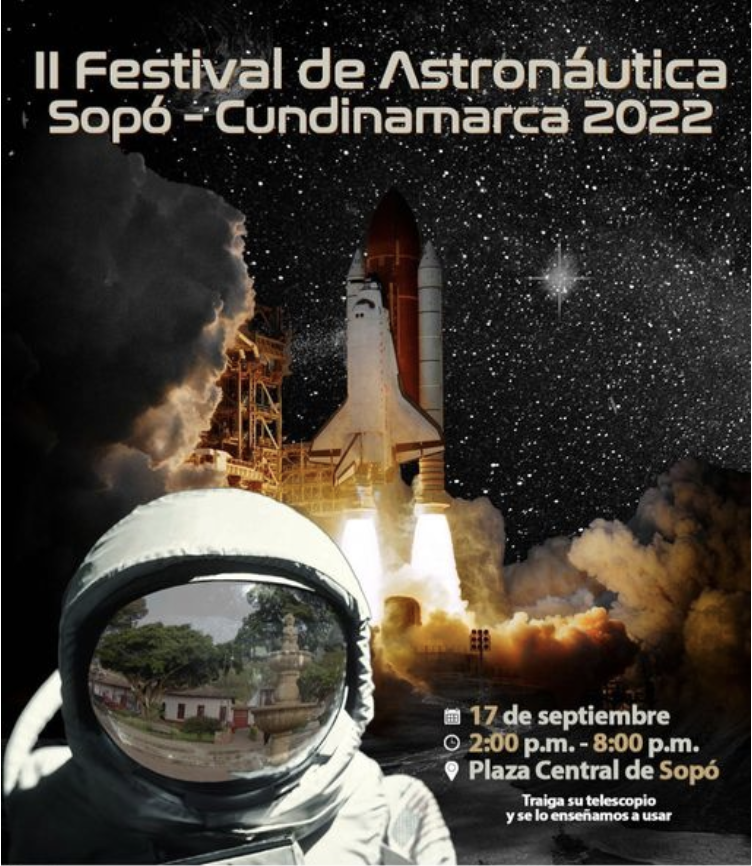 II Festival de Astronáutica
Sopó - Cundinamarca 2022
17 de septiembre
2:00 p.m. - 8:00 p.m.
Plaza Central de Sopó
Traiga su telescopio
y se lo enseñamos a usar